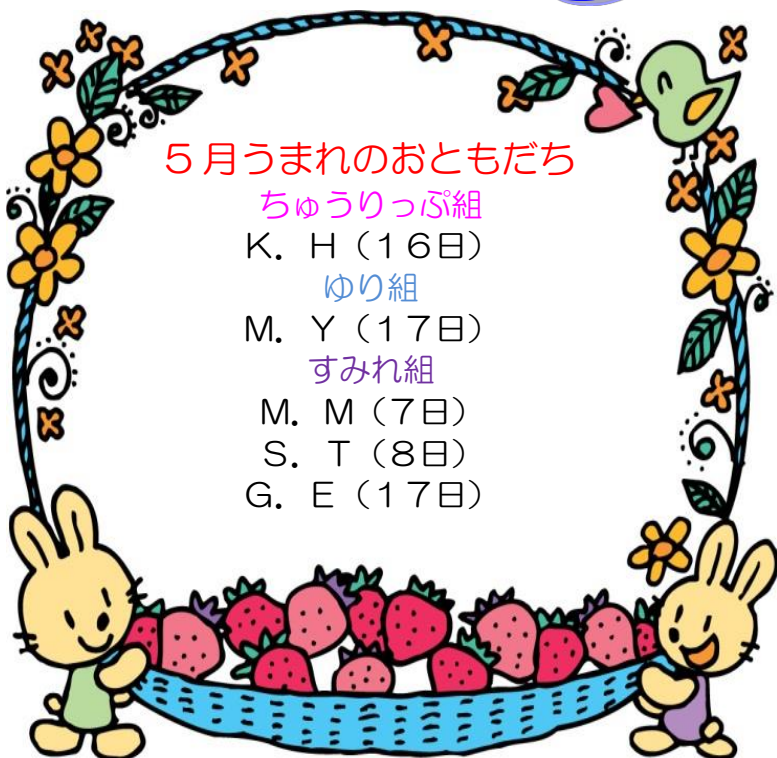 ５月うまれのおともだち
ちゅうりっぷ組
Ｋ．Ｈ（１６日）
ゆり組
Ｍ．Ｙ（１７日）
すみれ組
Ｍ．Ｍ（７日）
Ｓ．Ｔ（８日）
Ｇ．Ｅ（１７日）